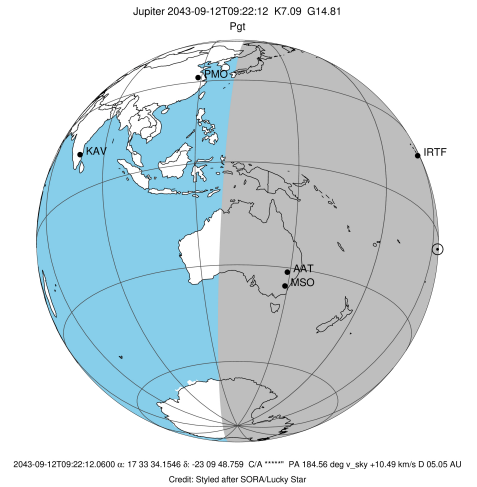 Jupiter 2043-09-12T09:22:12  K7.09  G14.81
Pgt
PMO
KAV
IRTF
AAT
MSO
2043-09-12T09:22:12.0600 α: 17 33 34.1546 δ: -23 09 48.759  C/A *****"  PA 184.56 deg v_sky +10.49 km/s D 05.05 AU
Credit: Styled after SORA/Lucky Star